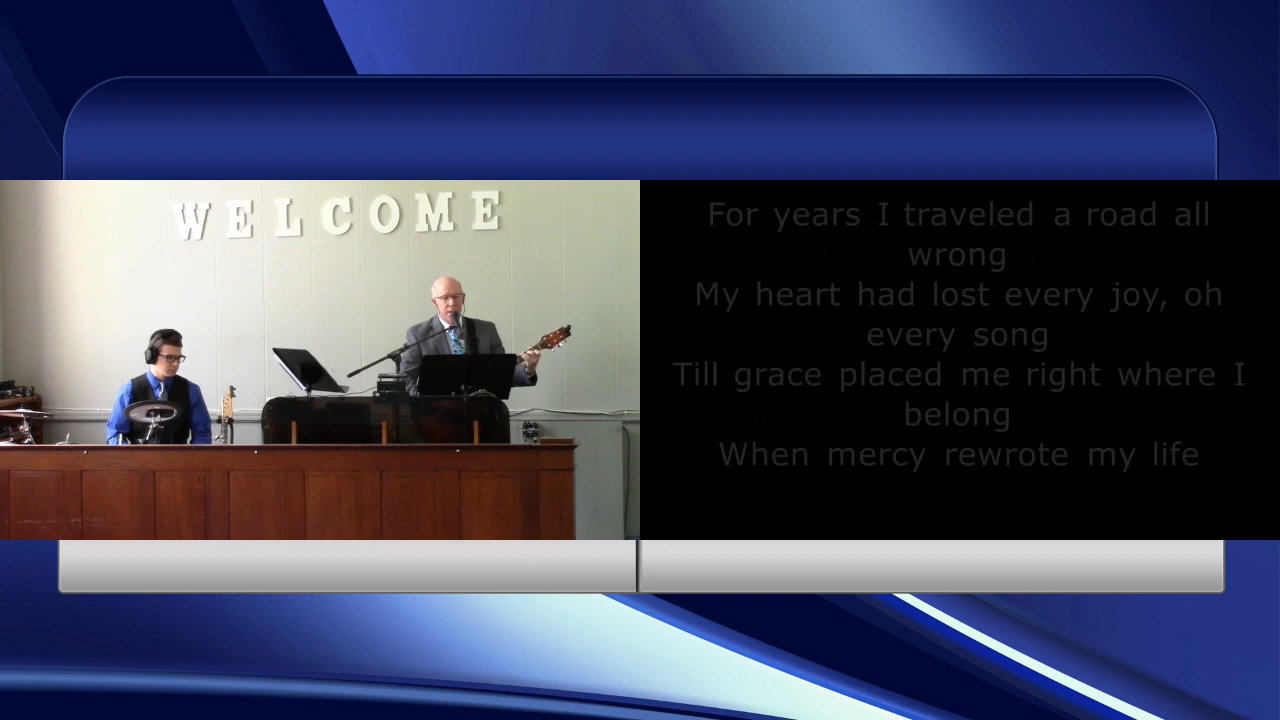 WELCOME
For years I traveled a road all
wrong
My heart had lost every joy, oh
every song
Till grace placed me right where I
belong
When mercy rewrote my life